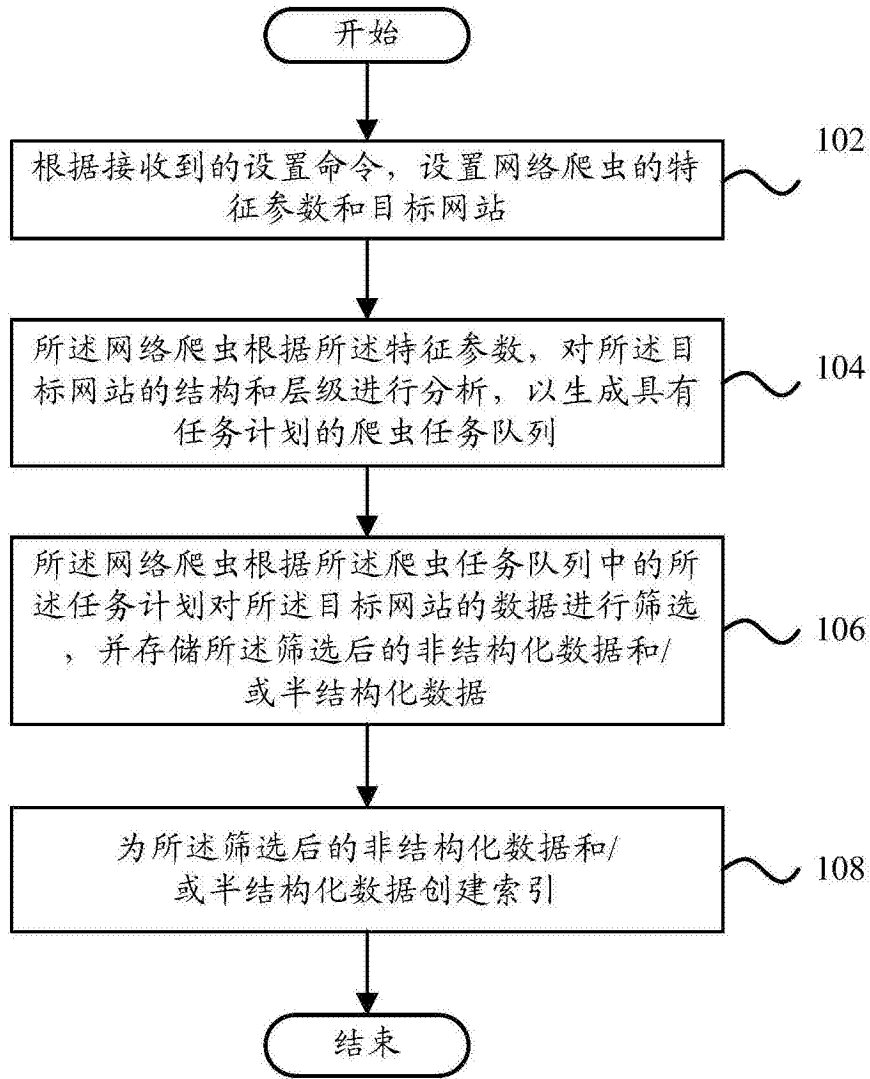 开始
根据接收到的设置命令，设置网络爬虫的特
征参数和目标网站
102
所述网络爬虫根据所述特征参数，对所述目
标网站的结构和层级进行分析，以生成具有
任务计划的爬虫任务队列
104
所述网络爬虫根据所述爬虫任务队列中的所
述任务计划对所述目标网站的数据进行筛选
，并存储所述筛选后的非结构化数据和/
或半结构化数据
106
为所述筛选后的非结构化数据和/
或半结构化数据创建索引
108
结束